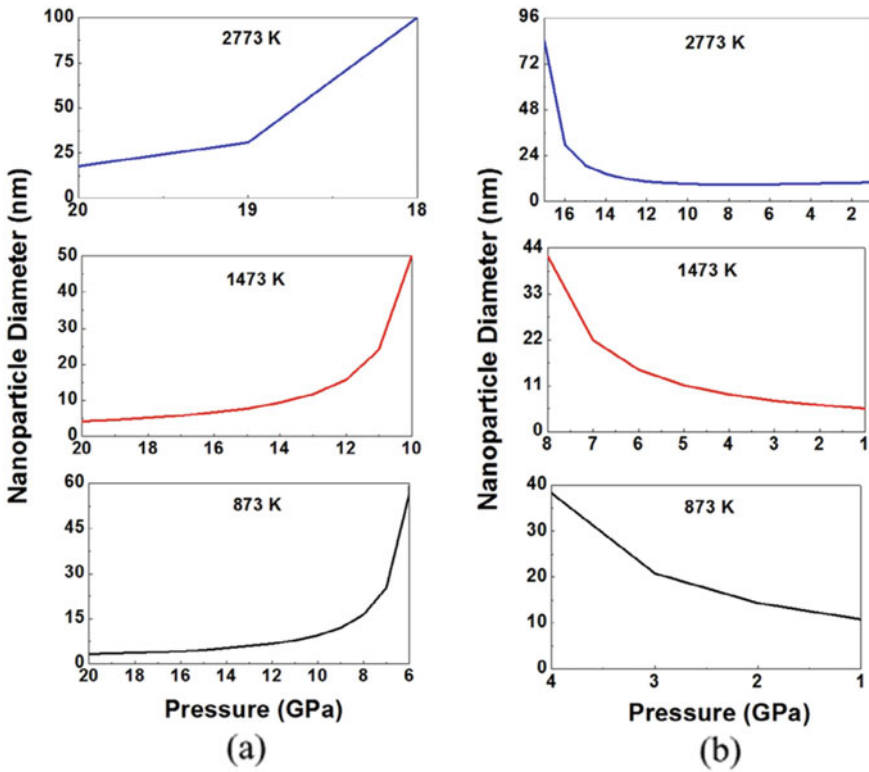 Nanoparticle Diameter (nm)
100
75
50
25
0
2773 K
20 19 18
50
40
30
20
10
0
1473 K
20 18 16 14 12 10
60
45
30
15
0
873 K
20 18 16 14 12 10 8 6
Pressure (GPa)
(a)
Nanoparticle Diameter (nm)
96
72
48
24
0
2773 K
16 14 12 10 8 6 4 2
44
33
22
11
0
1473 K
8 7 6 5 4 3 2 1
40
30
20
10
0
873 K
4 3 2 1
Pressure (GPa)
(b)